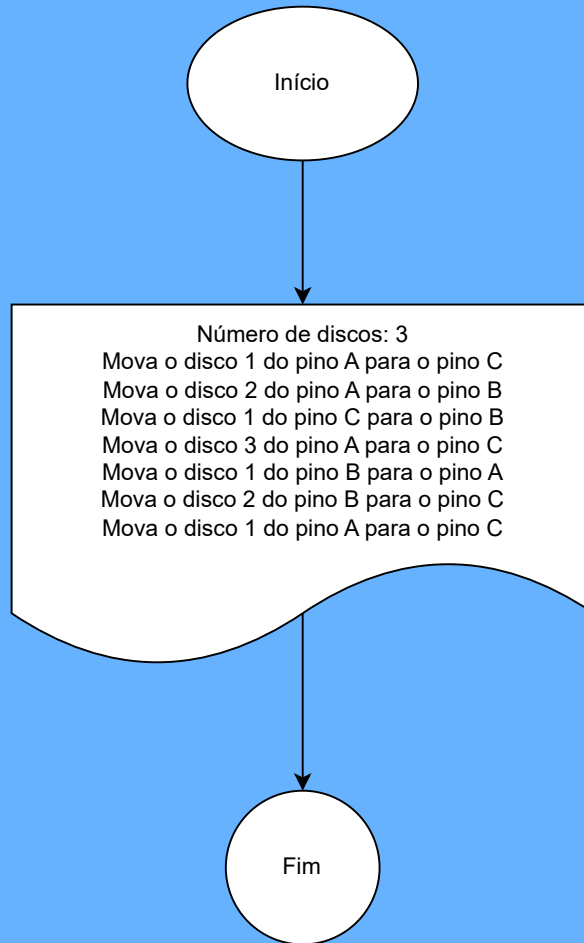 Início
Número de discos: 3
Mova o disco 1 do pino A para o pino C
Mova o disco 2 do pino A para o pino B
Mova o disco 1 do pino C para o pino B
Mova o disco 3 do pino A para o pino C
Mova o disco 1 do pino B para o pino A
Mova o disco 2 do pino B para o pino C
Mova o disco 1 do pino A para o pino C
Fim